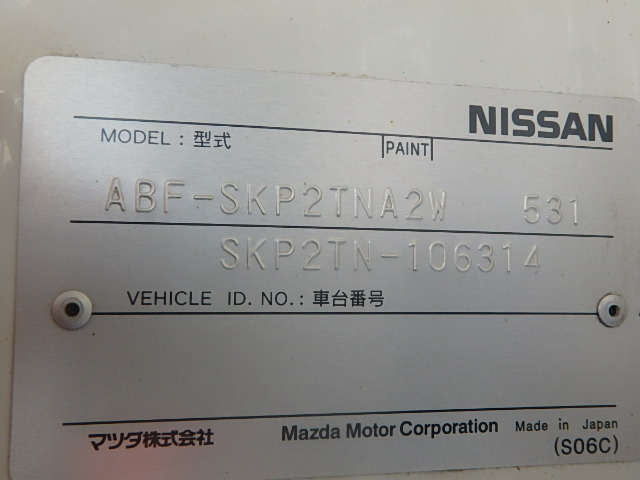 NISSAN
MODEL : 型式 PAINT
ABF-SKP2TNA2W 531
SKP2TN-106314
VEHICLE ID. NO. : 車台番号
マツダ株式会社 Mazda Motor Corporation Made in Japan
(S06C)